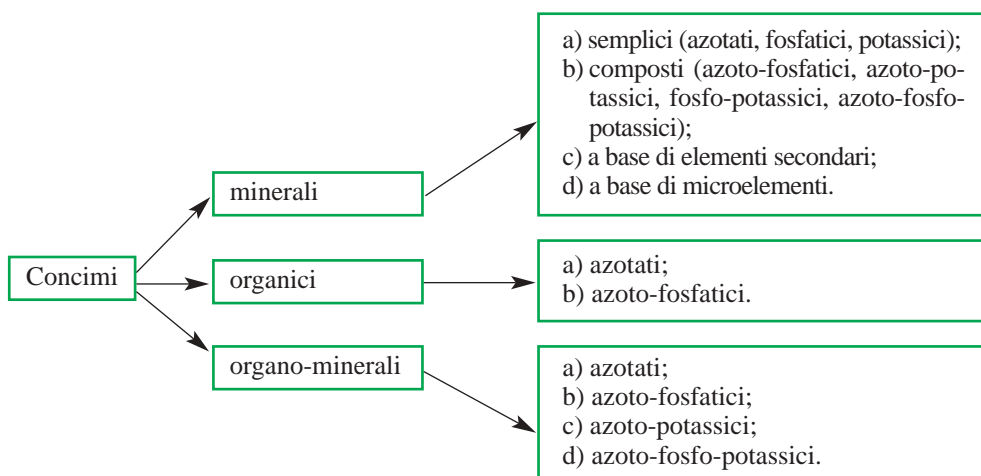 Concimi
minerali
a) semplici (azotati, fosfatici, potassici);
b) composti (azoto-fosfatici, azoto-po-
tassici, fosfo-potassici, azoto-fosfo-
potassici);
c) a base di elementi secondari;
d) a base di microelementi.
organici
a) azotati;
b) azoto-fosfatici.
organo-minerali
a) azotati;
b) azoto-fosfatici;
c) azoto-potassici;
d) azoto-fosfo-potassici.